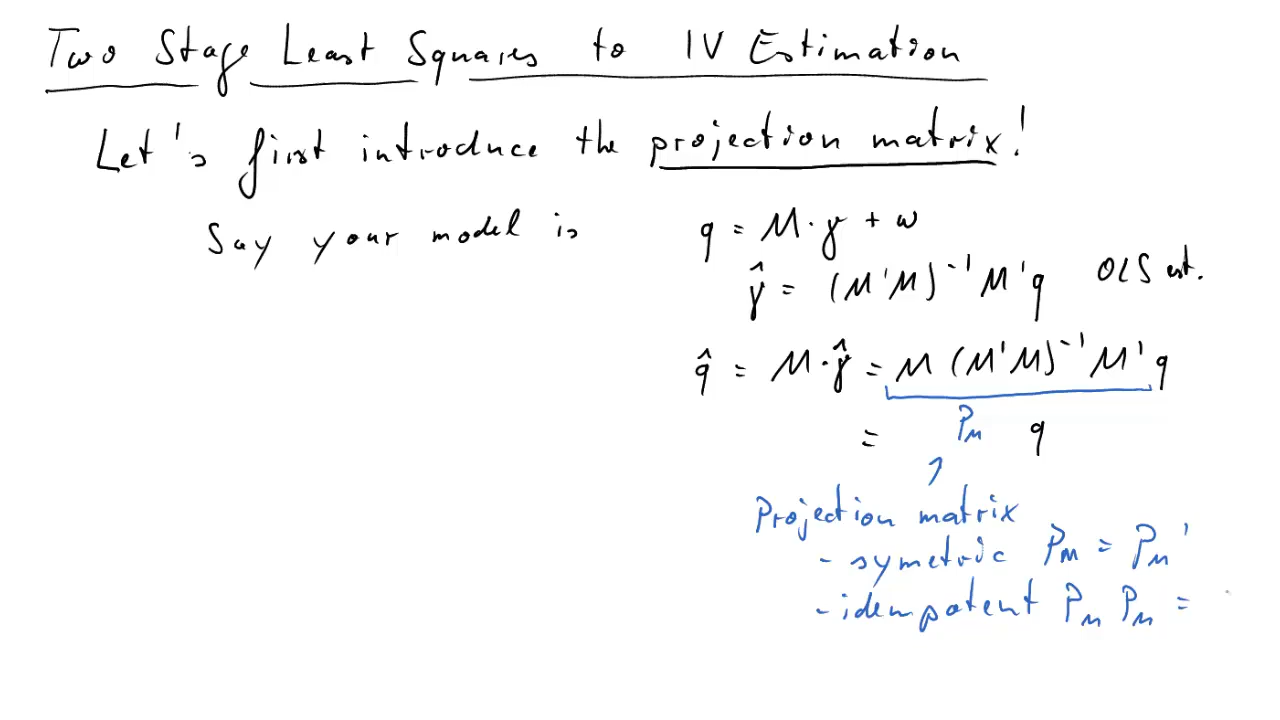 Two Stage Least Squares to IV Estimation
Let's first introduce the projection matrix!
Say your model is q = M·γ + w
γ̂ = (M'M)⁻¹ M'q OLS est.
q̂ = M·γ̂ = M (M'M)⁻¹ M' q
= P_M q
Projection matrix
- symetric P_M = P_M'
- idempotent P_M P_M =